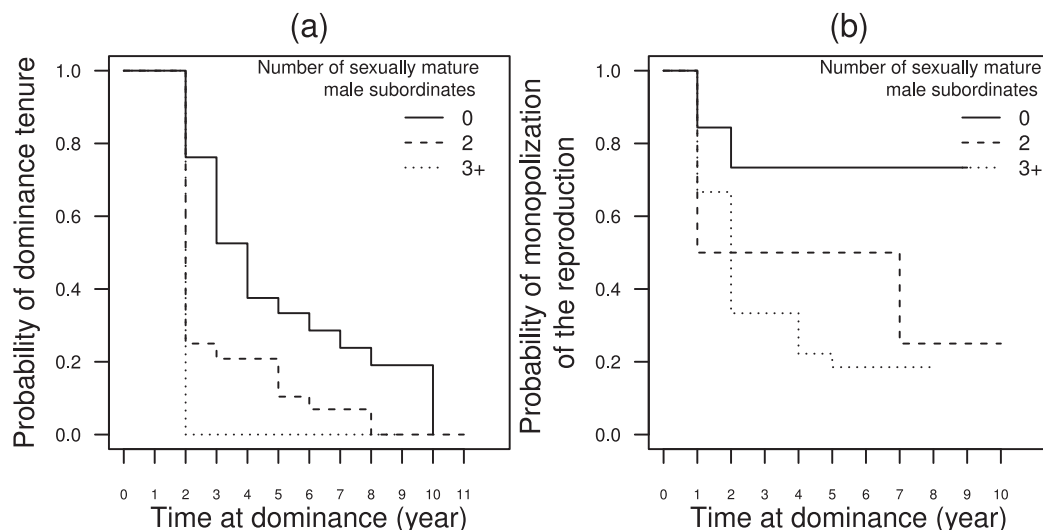 (a)
Probability of dominance tenure
1.0
0.8
0.6
0.4
0.2
0.0
Number of sexually mature
male subordinates
0
2
3+
0 1 2 3 4 5 6 7 8 9 10 11
Time at dominance (year)
(b)
Probability of monopolization
of the reproduction
1.0
0.8
0.6
0.4
0.2
0.0
Number of sexually mature
male subordinates
0
2
3+
0 1 2 3 4 5 6 7 8 9 10
Time at dominance (year)